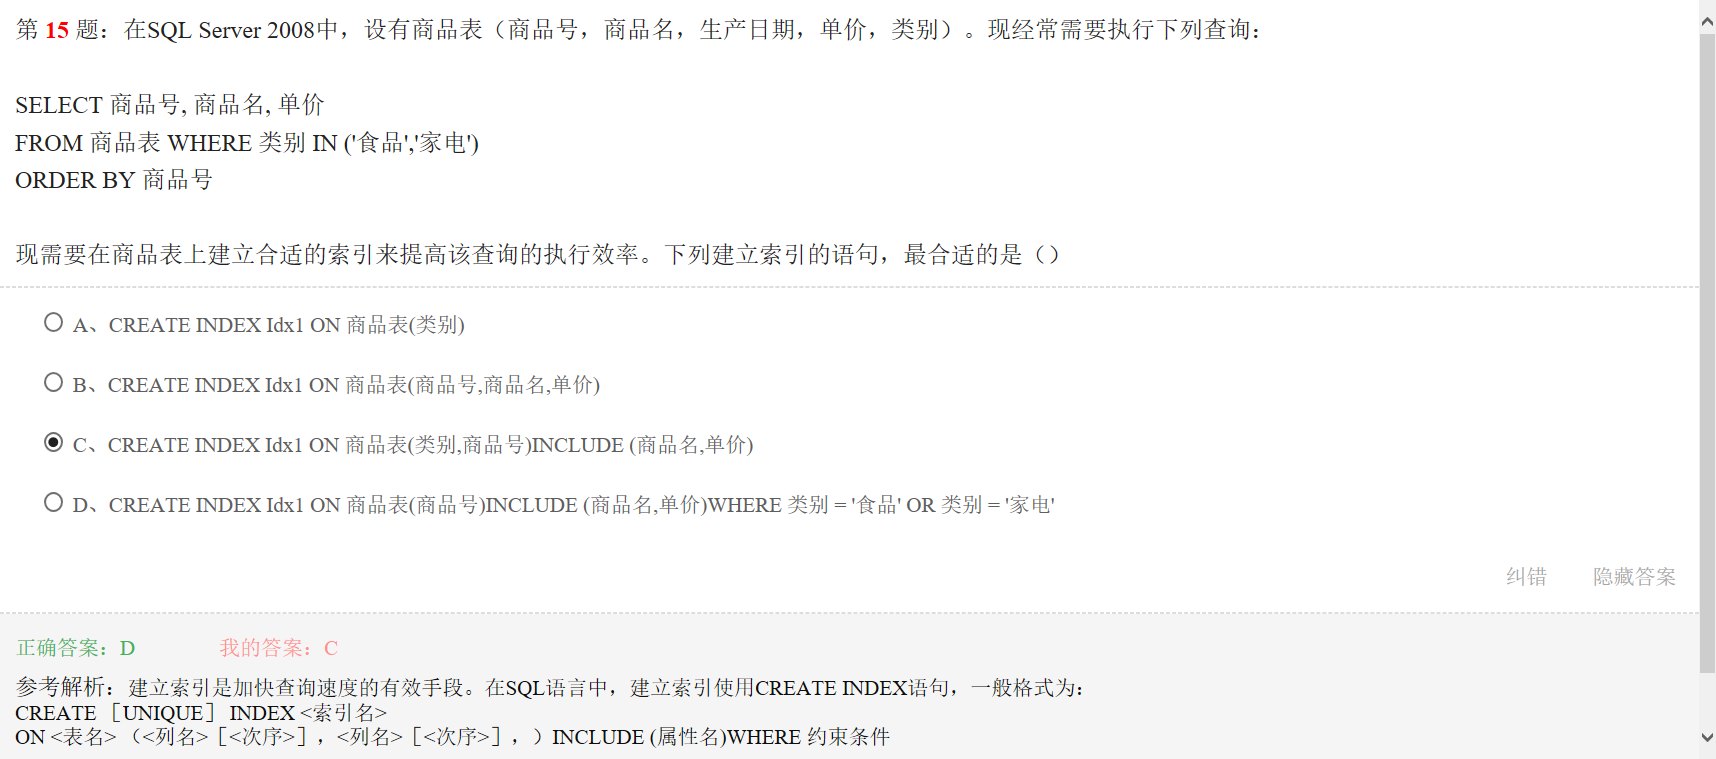 第 15 题：在SQL Server 2008中，设有商品表（商品号，商品名，生产日期，单价，类别）。现经常需要执行下列查询：
SELECT 商品号, 商品名, 单价
FROM 商品表 WHERE 类别 IN ('食品','家电')
ORDER BY 商品号
现需要在商品表上建立合适的索引来提高该查询的执行效率。下列建立索引的语句，最合适的是（）
A、CREATE INDEX Idx1 ON 商品表(类别)
B、CREATE INDEX Idx1 ON 商品表(商品号,商品名,单价)
C、CREATE INDEX Idx1 ON 商品表(类别,商品号)INCLUDE (商品名,单价)
D、CREATE INDEX Idx1 ON 商品表(商品号)INCLUDE (商品名,单价)WHERE 类别 = '食品' OR 类别 = '家电'
纠错 隐藏答案
正确答案：D 我的答案：C
参考解析：建立索引是加快查询速度的有效手段。在SQL语言中，建立索引使用CREATE INDEX语句，一般格式为：
CREATE ［UNIQUE］ INDEX <索引名>
ON <表名> （<列名>［<次序>］，<列名>［<次序>］，）INCLUDE (属性名)WHERE 约束条件